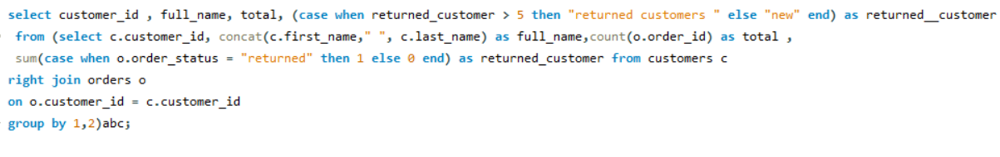 select customer_id , full_name, total, (case when returned_customer > 5 then "returned customers " else "new" end) as returned__customer
from (select c.customer_id, concat(c.first_name," ", c.last_name) as full_name,count(o.order_id) as total ,
sum(case when o.order_status = "returned" then 1 else 0 end) as returned_customer from customers c
right join orders o
on o.customer_id = c.customer_id
group by 1,2)abc;